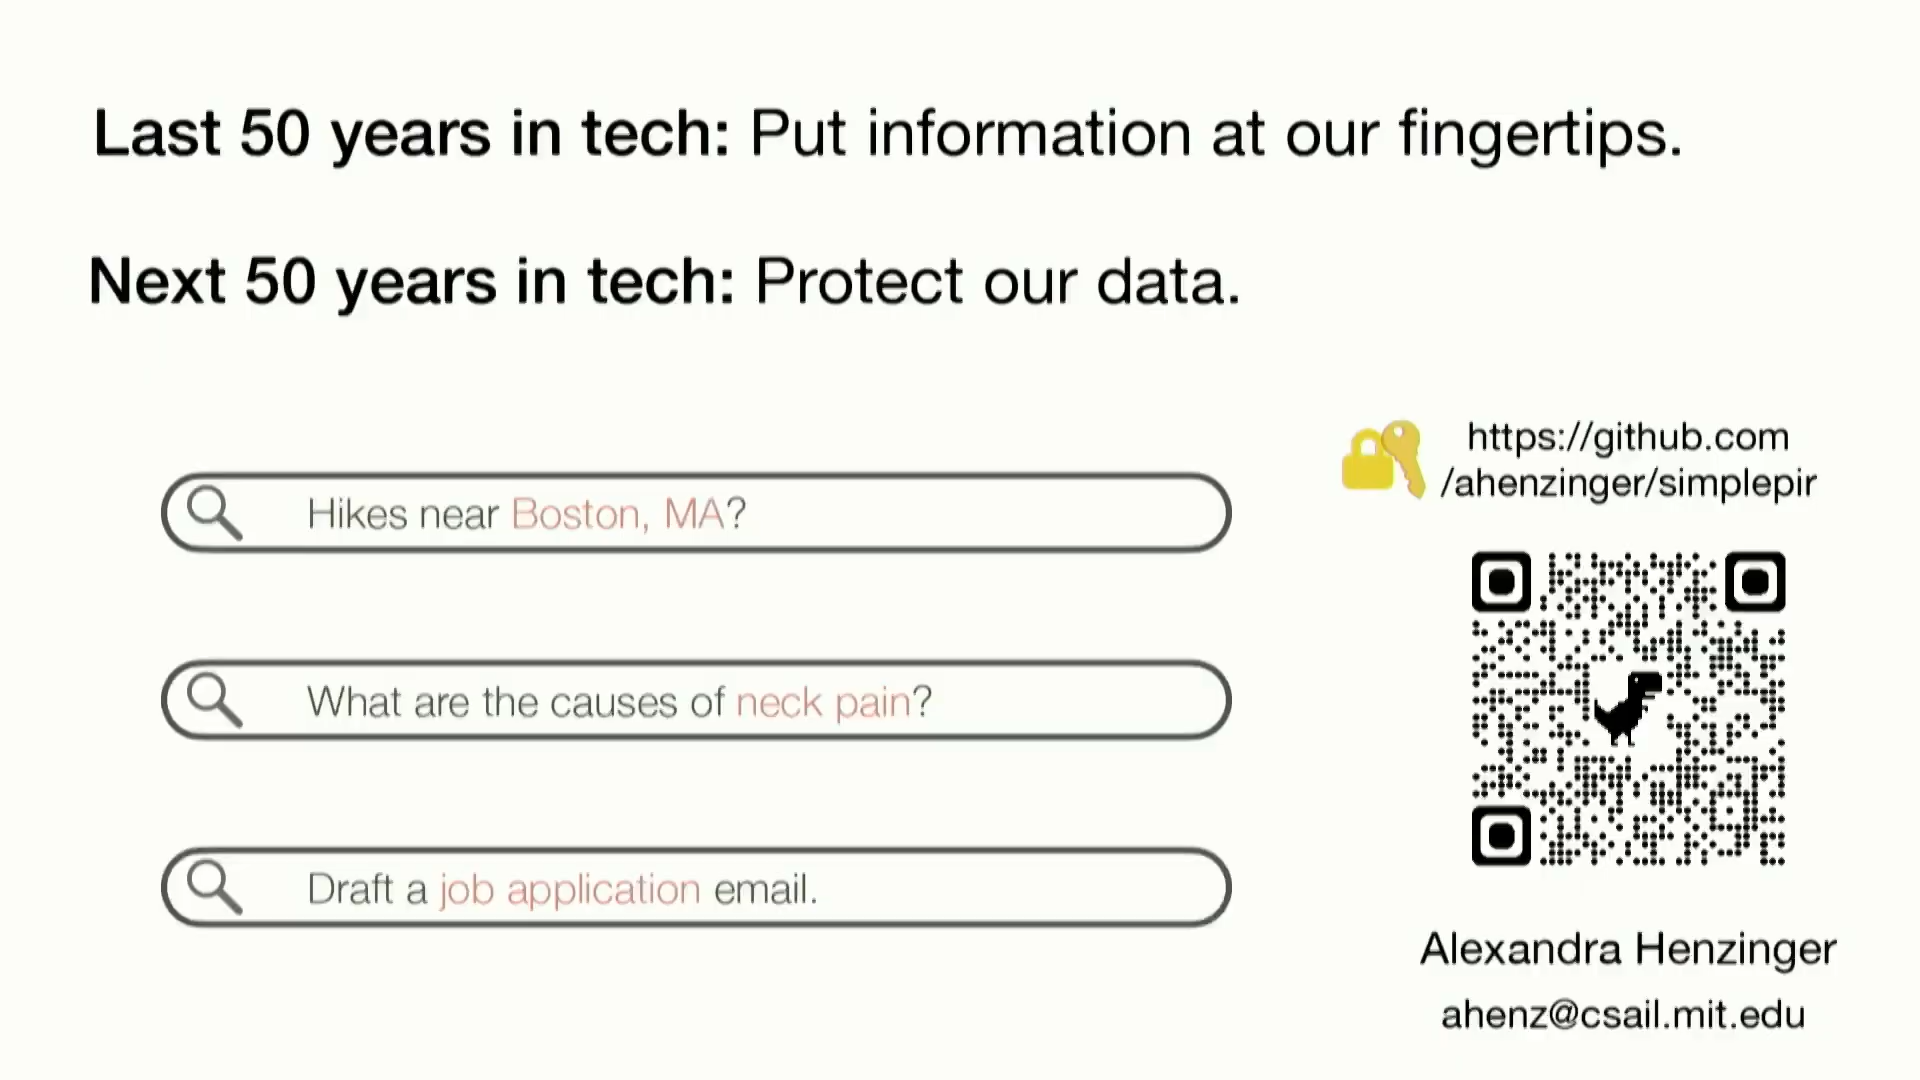 Last 50 years in tech: Put information at our fingertips.
Next 50 years in tech: Protect our data.
https://github.com
/ahenzinger/simplepir
Hikes near Boston, MA?
What are the causes of neck pain?
Draft a job application email.
Alexandra Henzinger
ahenz@csail.mit.edu